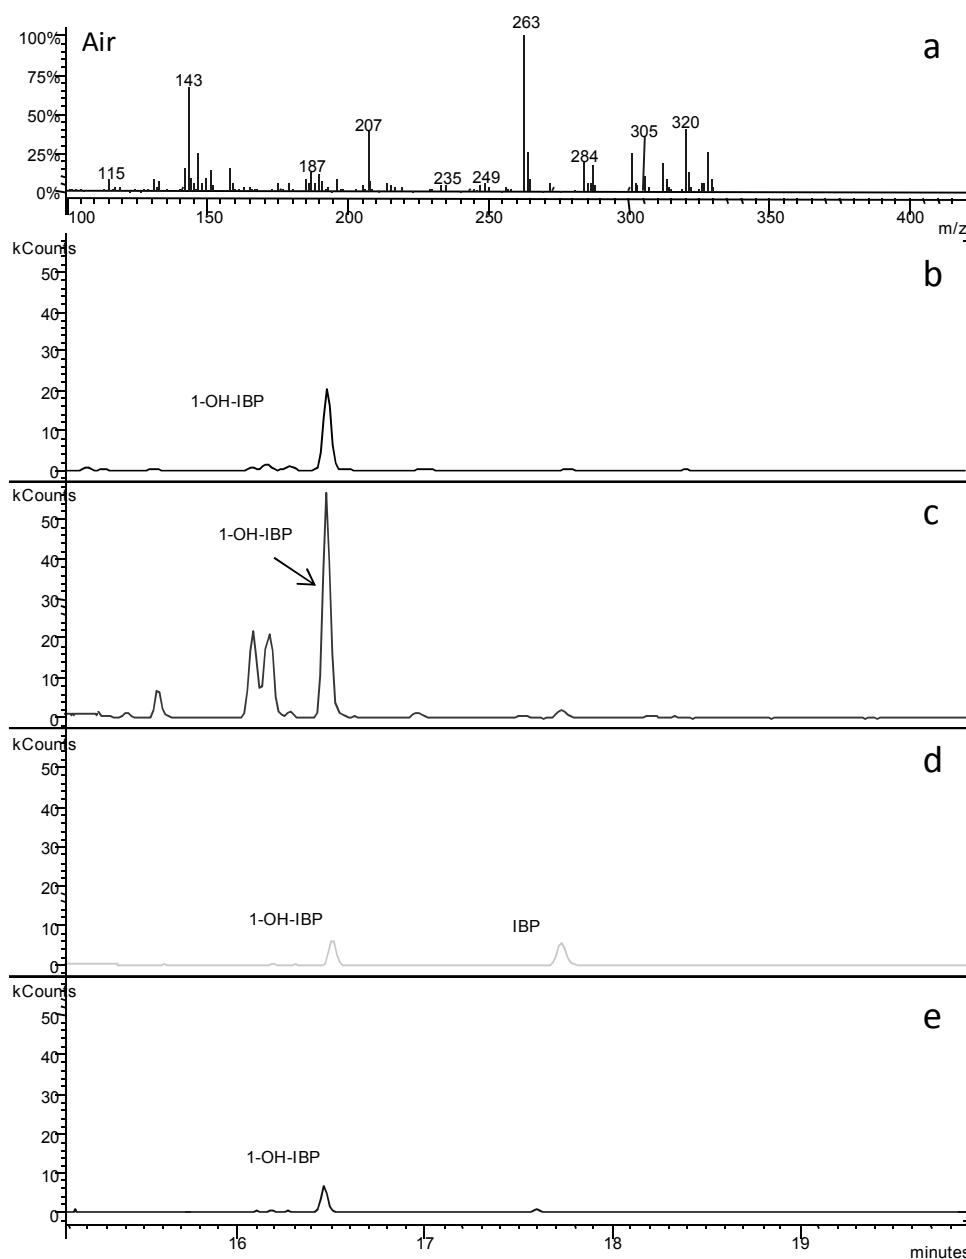 263
100%
Air
a
75%
143
50%
207
320
305
25%
284
187
115
235
249
0%
100
150
200
250
300
350
400
m/z
kCounts
b
50
40
30
20
1-OH-IBP
10
0
kCounts
c
50
1-OH-IBP
40
30
20
10
0
kCounts
d
50
40
30
20
10
1-OH-IBP
IBP
0
kCounts
e
50
40
30
20
1-OH-IBP
10
0
16
17
18
19
minutes